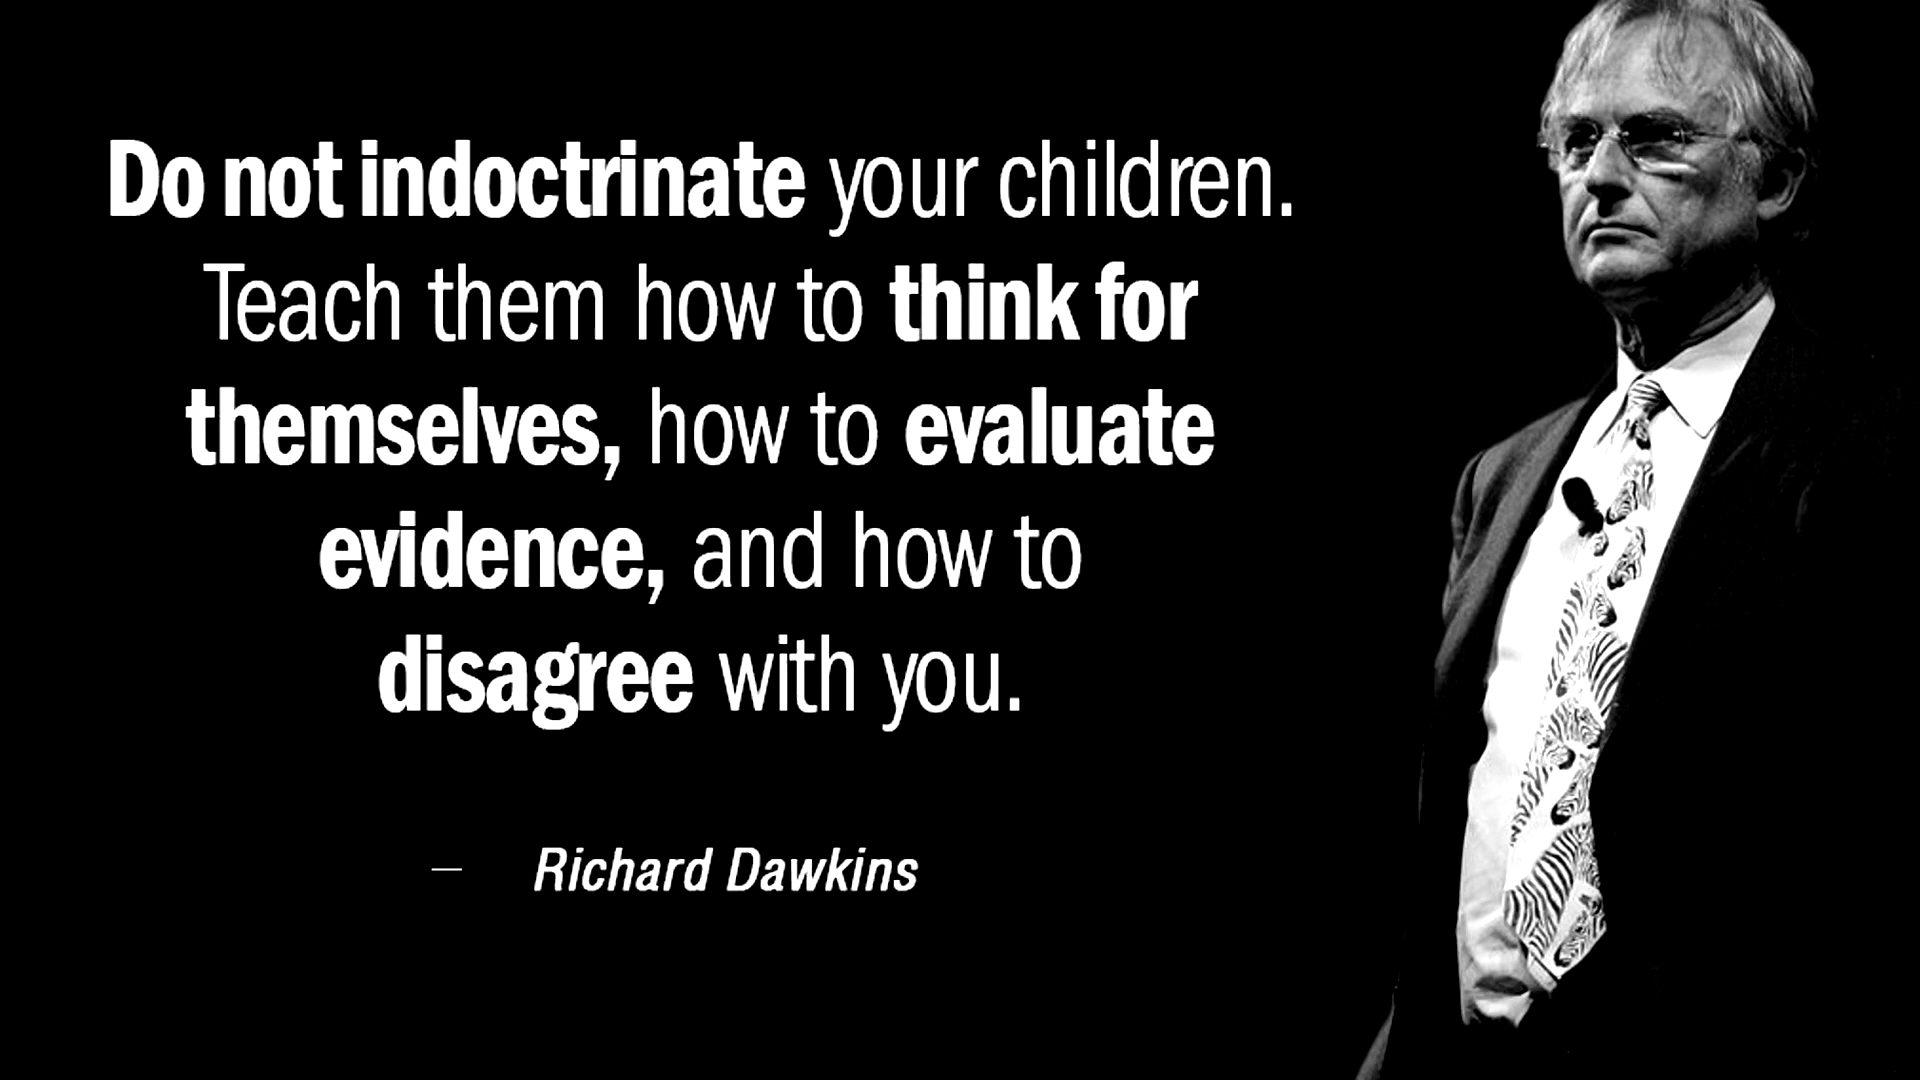 Do not indoctrinate your children.
Teach them how to think for
themselves, how to evaluate
evidence, and how to
disagree with you.
– Richard Dawkins